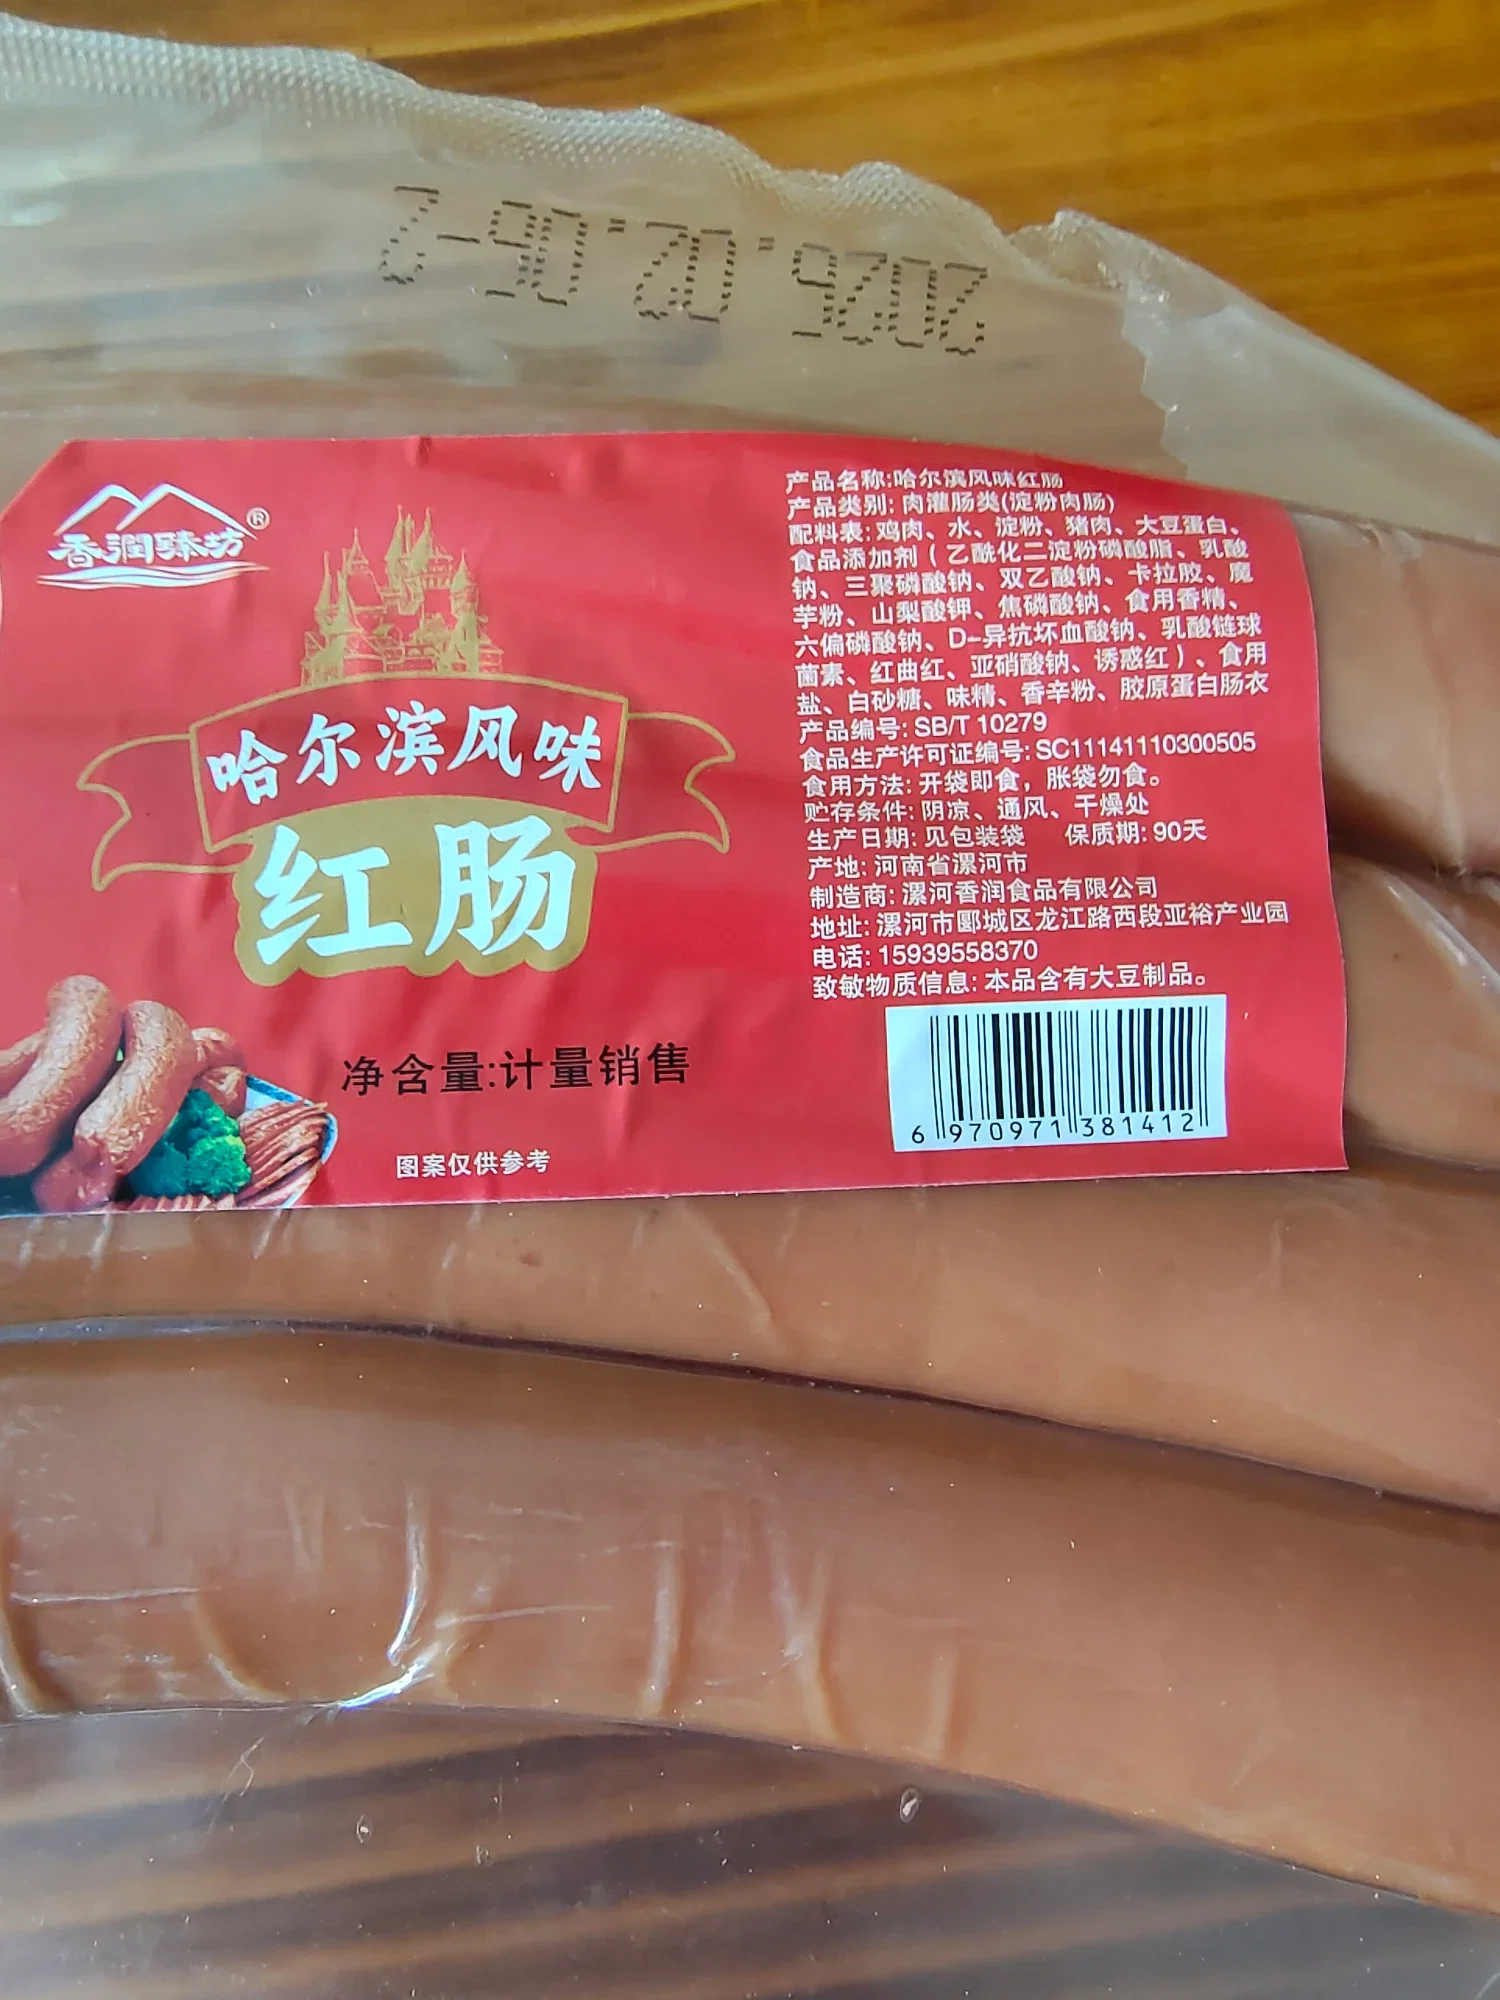 2026.02.06-2
香润臻坊®
哈尔滨风味
红肠
净含量:计量销售
图案仅供参考
产品名称:哈尔滨风味红肠
产品类别: 肉灌肠类(淀粉肉肠)
配料表: 鸡肉、水、淀粉、猪肉、大豆蛋白、
食品添加剂（乙酰化二淀粉磷酸脂、乳酸
钠、三聚磷酸钠、双乙酸钠、卡拉胶、魔
芋粉、山梨酸钾、焦磷酸钠、食用香精、
六偏磷酸钠、D-异抗坏血酸钠、乳酸链球
菌素、红曲红、亚硝酸钠、诱惑红）、食用
盐、白砂糖、味精、香辛粉、胶原蛋白肠衣
产品编号: SB/T 10279
食品生产许可证编号: SC11141110300505
食用方法: 开袋即食，胀袋勿食。
贮存条件: 阴凉、通风、干燥处
生产日期: 见包装袋 保质期: 90天
产地: 河南省漯河市
制造商: 漯河香润食品有限公司
地址: 漯河市郾城区龙江路西段亚裕产业园
电话: 15939558370
致敏物质信息: 本品含有大豆制品。
6 970971 381412